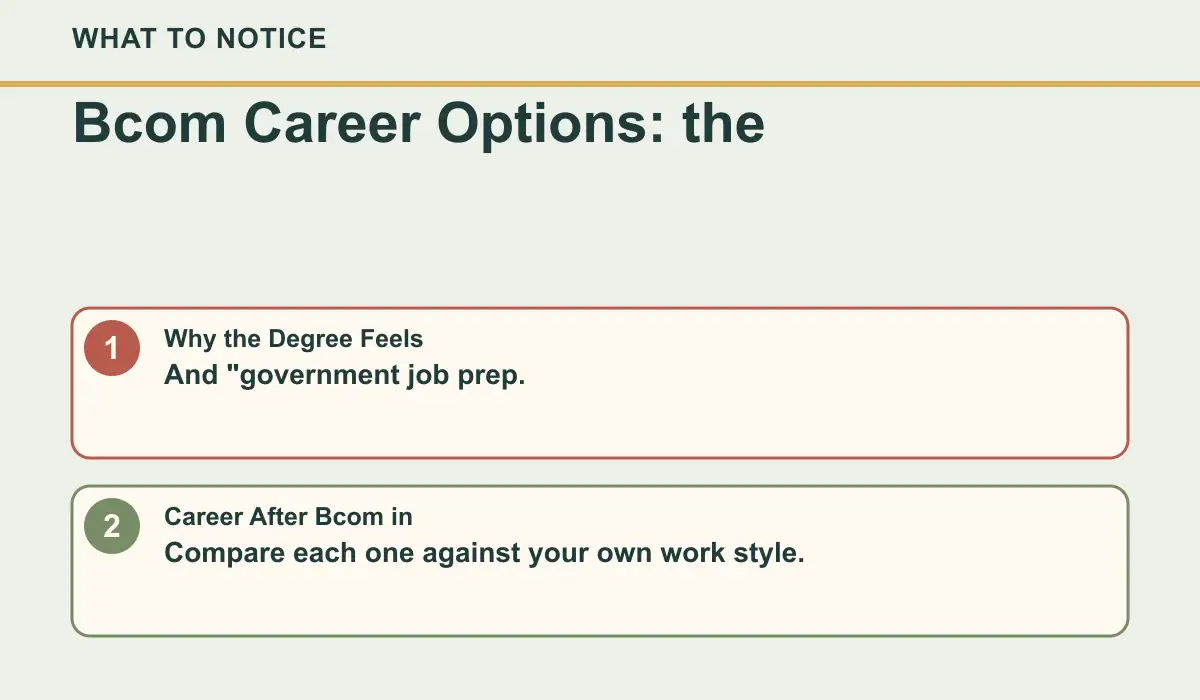 WHAT TO NOTICE
Bcom Career Options: the
1
Why the Degree Feels
And "government job prep.
2
Career After Bcom in
Compare each one against your own work style.